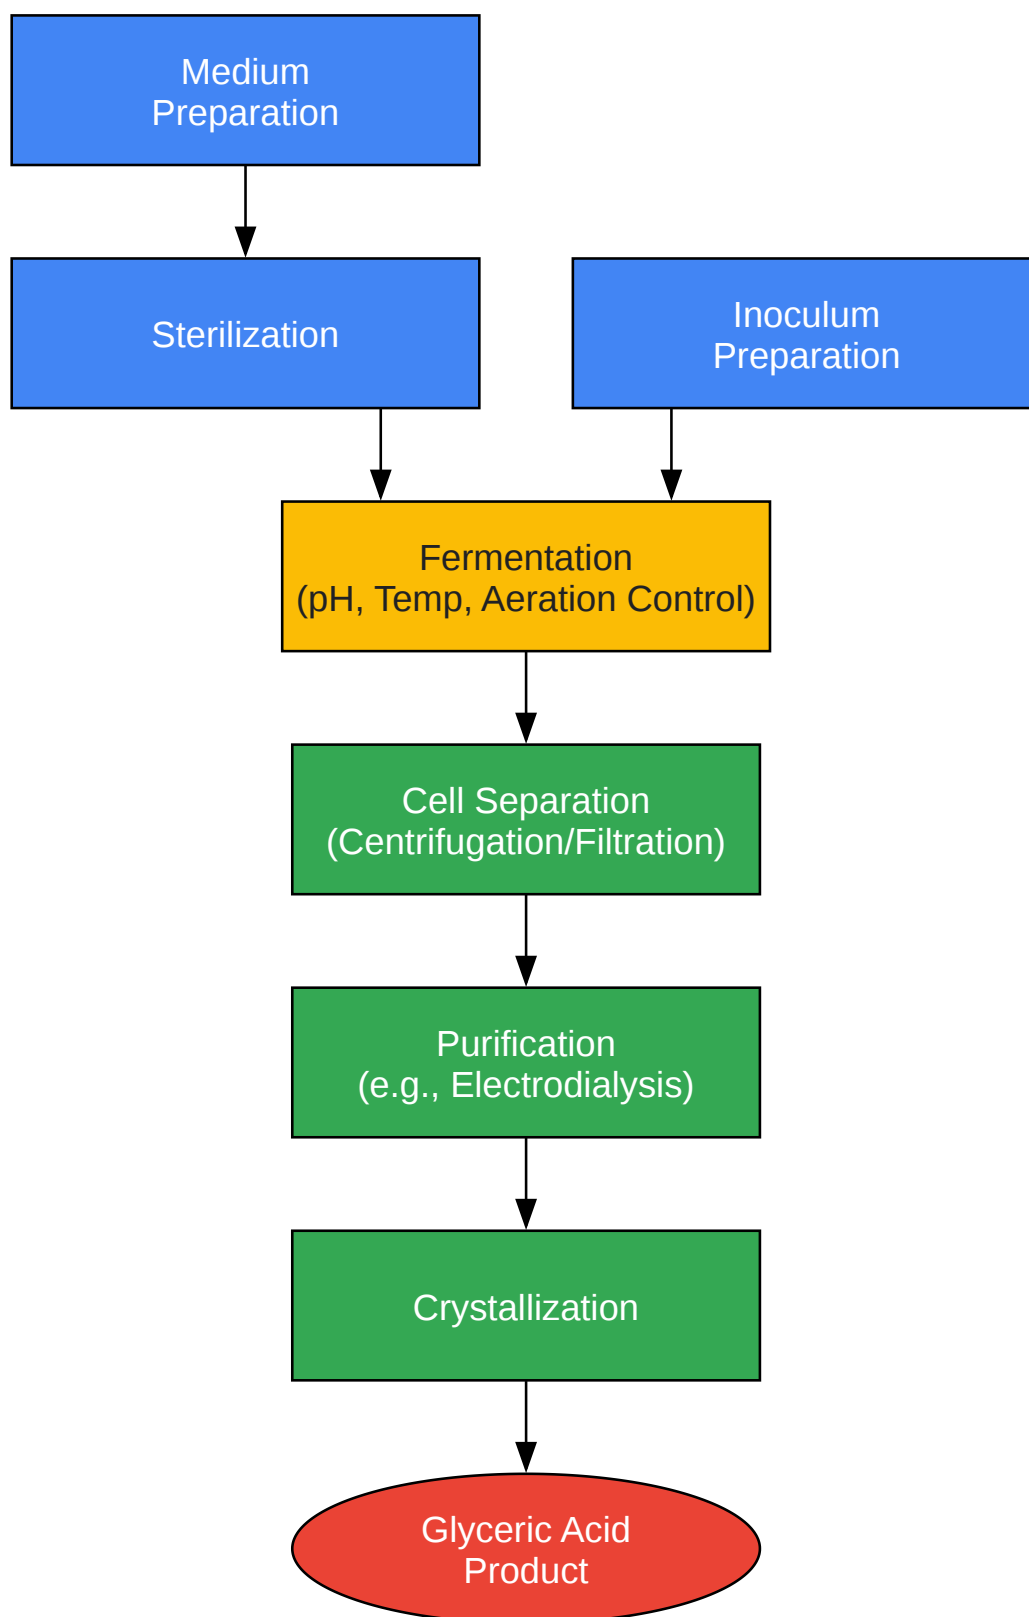 Medium
Preparation
Sterilization
Inoculum
Preparation
Fermentation
(pH, Temp, Aeration Control)
Cell Separation
(Centrifugation/Filtration)
Purification
(e.g., Electrodialysis)
Crystallization
Glyceric Acid
Product